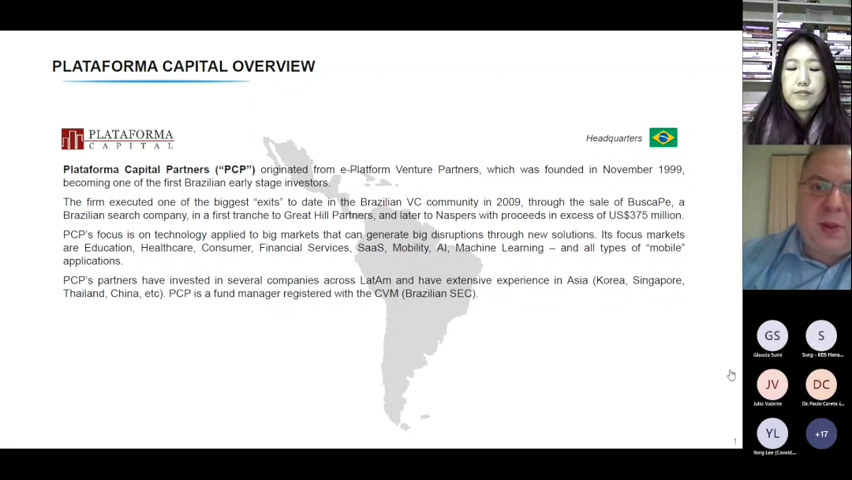 PLATAFORMA CAPITAL OVERVIEW
PLATAFORMA
CAPITAL
Headquarters
Plataforma Capital Partners (“PCP”) originated from e-Platform Venture Partners, which was founded in November 1999,
becoming one of the first Brazilian early stage investors.
The firm executed one of the biggest “exits” to date in the Brazilian VC community in 2009, through the sale of BuscaPe, a
Brazilian search company, in a first tranche to Great Hill Partners, and later to Naspers with proceeds in excess of US$375 million.
PCP’s focus is on technology applied to big markets that can generate big disruptions through new solutions. Its focus markets
are Education, Healthcare, Consumer, Financial Services, SaaS, Mobility, AI, Machine Learning – and all types of “mobile”
applications.
PCP’s partners have invested in several companies across LatAm and have extensive experience in Asia (Korea, Singapore,
Thailand, China, etc). PCP is a fund manager registered with the CVM (Brazilian SEC).
1
GS
S
Glaucia Sumi
Sung - KEB Hana...
JV
DC
Julio Valente
De Paulo Careta (...
YL
+17
Yong Lee (Convid...